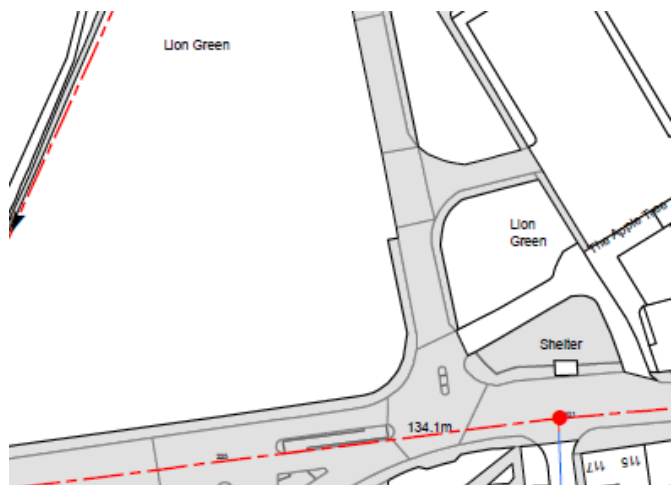 Lion Green
Lion
Green
The Apple Tree
Shelter
134.1m
115
117